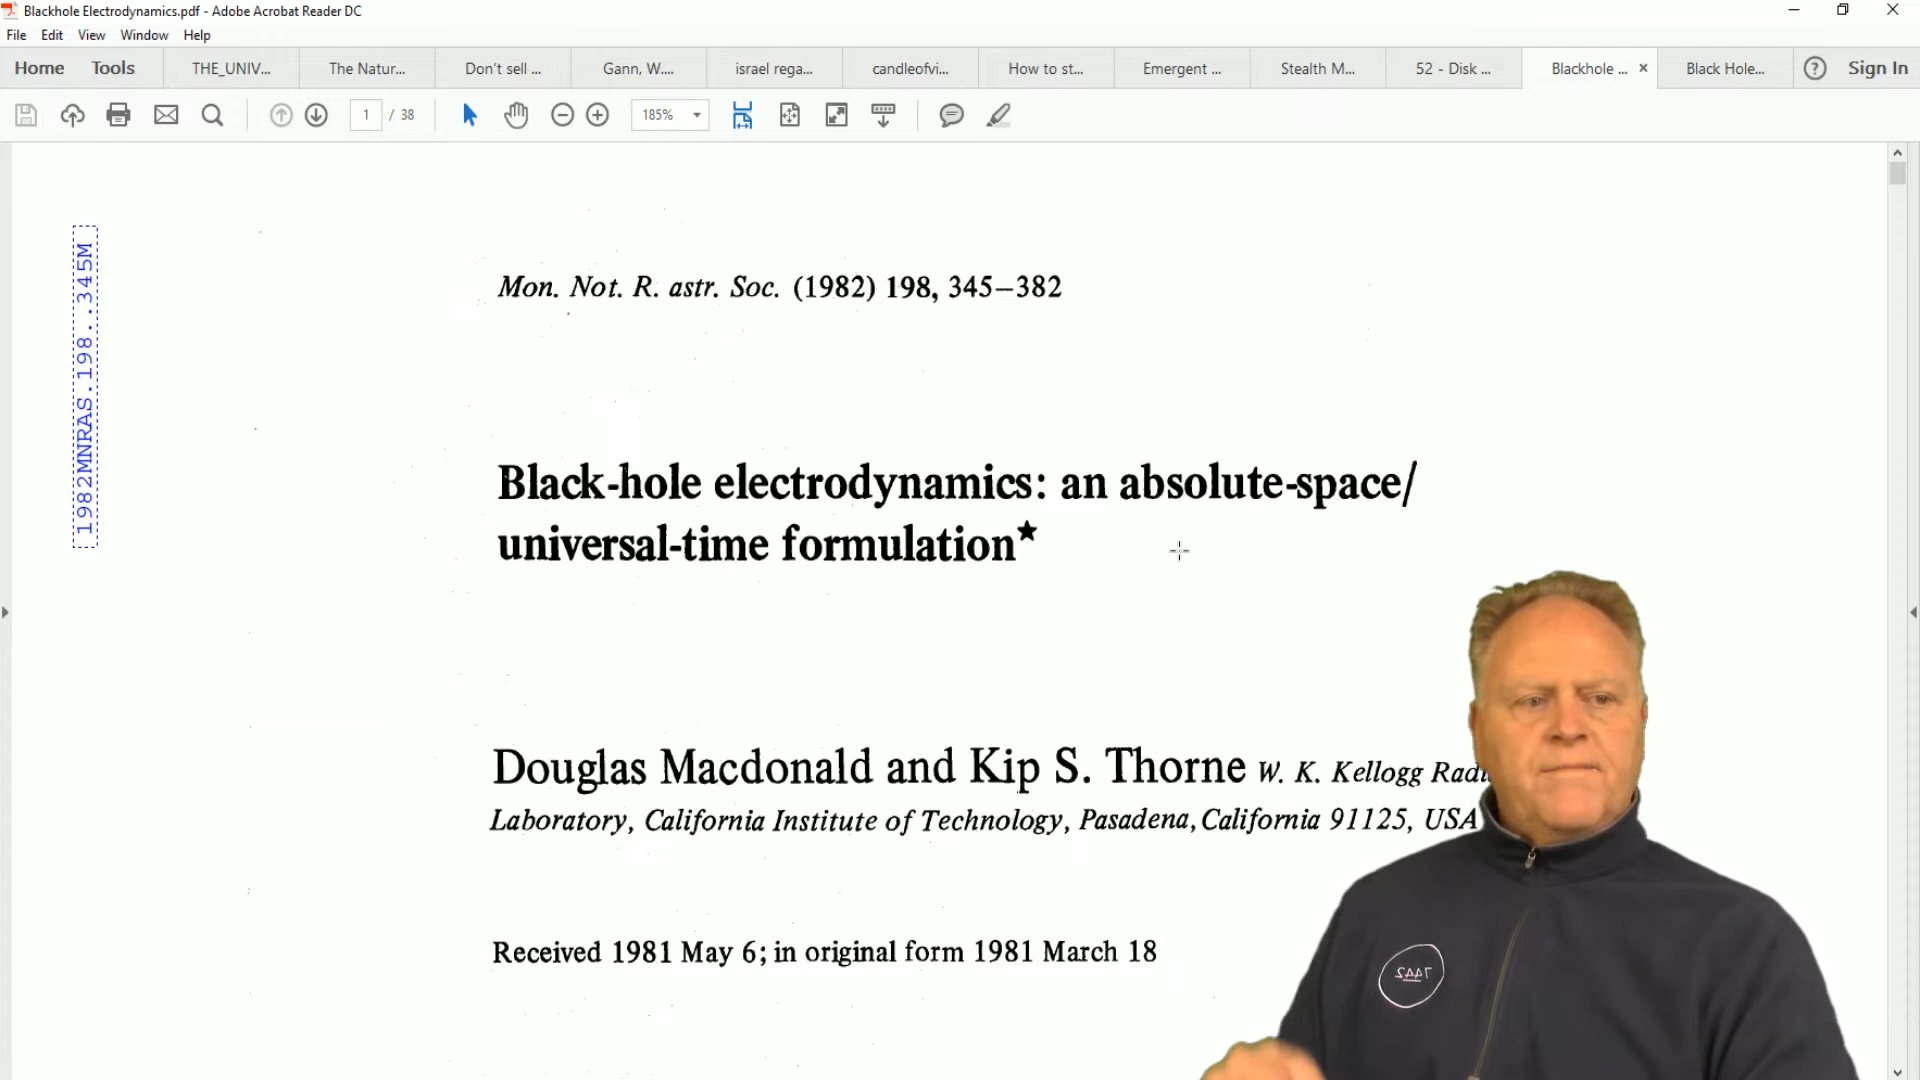 Blackhole Electrodynamics.pdf - Adobe Acrobat Reader DC
File Edit View Window Help
Home Tools THE_UNIV... The Natur... Don't sell ... Gann, W.... israel rega... candleofvi... How to st... Emergent ... Stealth M... 52 - Disk ... Blackhole ... × Black Hole... ? Sign In
1 / 38 185%
1982MNRAS.198..345M
Mon. Not. R. astr. Soc. (1982) 198, 345–382
Black-hole electrodynamics: an absolute-space/
universal-time formulation★
Douglas Macdonald and Kip S. Thorne W. K. Kellogg
Laboratory, California Institute of Technology, Pasadena, California 91125, USA
Received 1981 May 6; in original form 1981 March 18